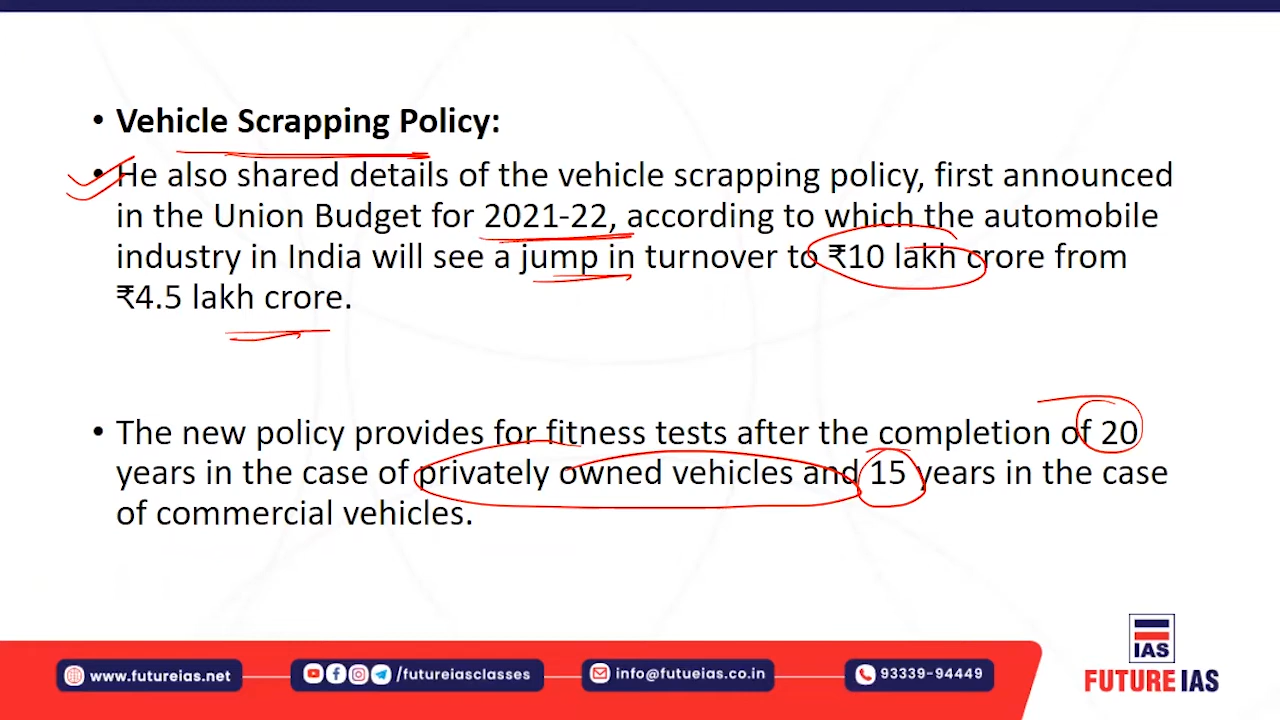 • Vehicle Scrapping Policy:
• He also shared details of the vehicle scrapping policy, first announced
in the Union Budget for 2021-22, according to which the automobile
industry in India will see a jump in turnover to ₹10 lakh crore from
₹4.5 lakh crore.
• The new policy provides for fitness tests after the completion of 20
years in the case of privately owned vehicles and 15 years in the case
of commercial vehicles.
www.futureias.net
/futureiasclasses
info@futueias.co.in
93339-94449
IAS
FUTURE IAS